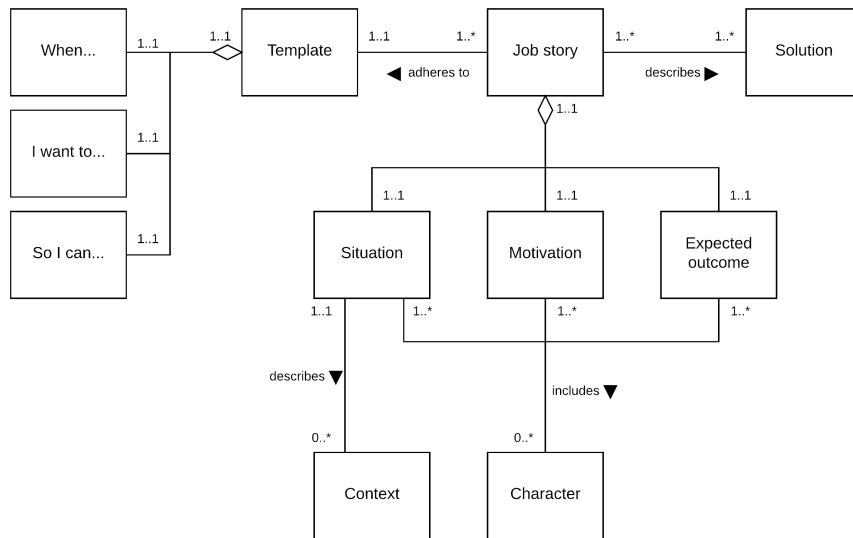 When...
1..1
1..1
Template
1..1
1..*
Job story
1..*
1..*
Solution
◀ adheres to
describes ▶
1..1
I want to...
1..1
So I can...
1..1
1..1
1..1
1..1
Situation
Motivation
Expected
outcome
1..1
1..*
1..*
1..*
describes ▼
includes ▼
0..*
0..*
Context
Character